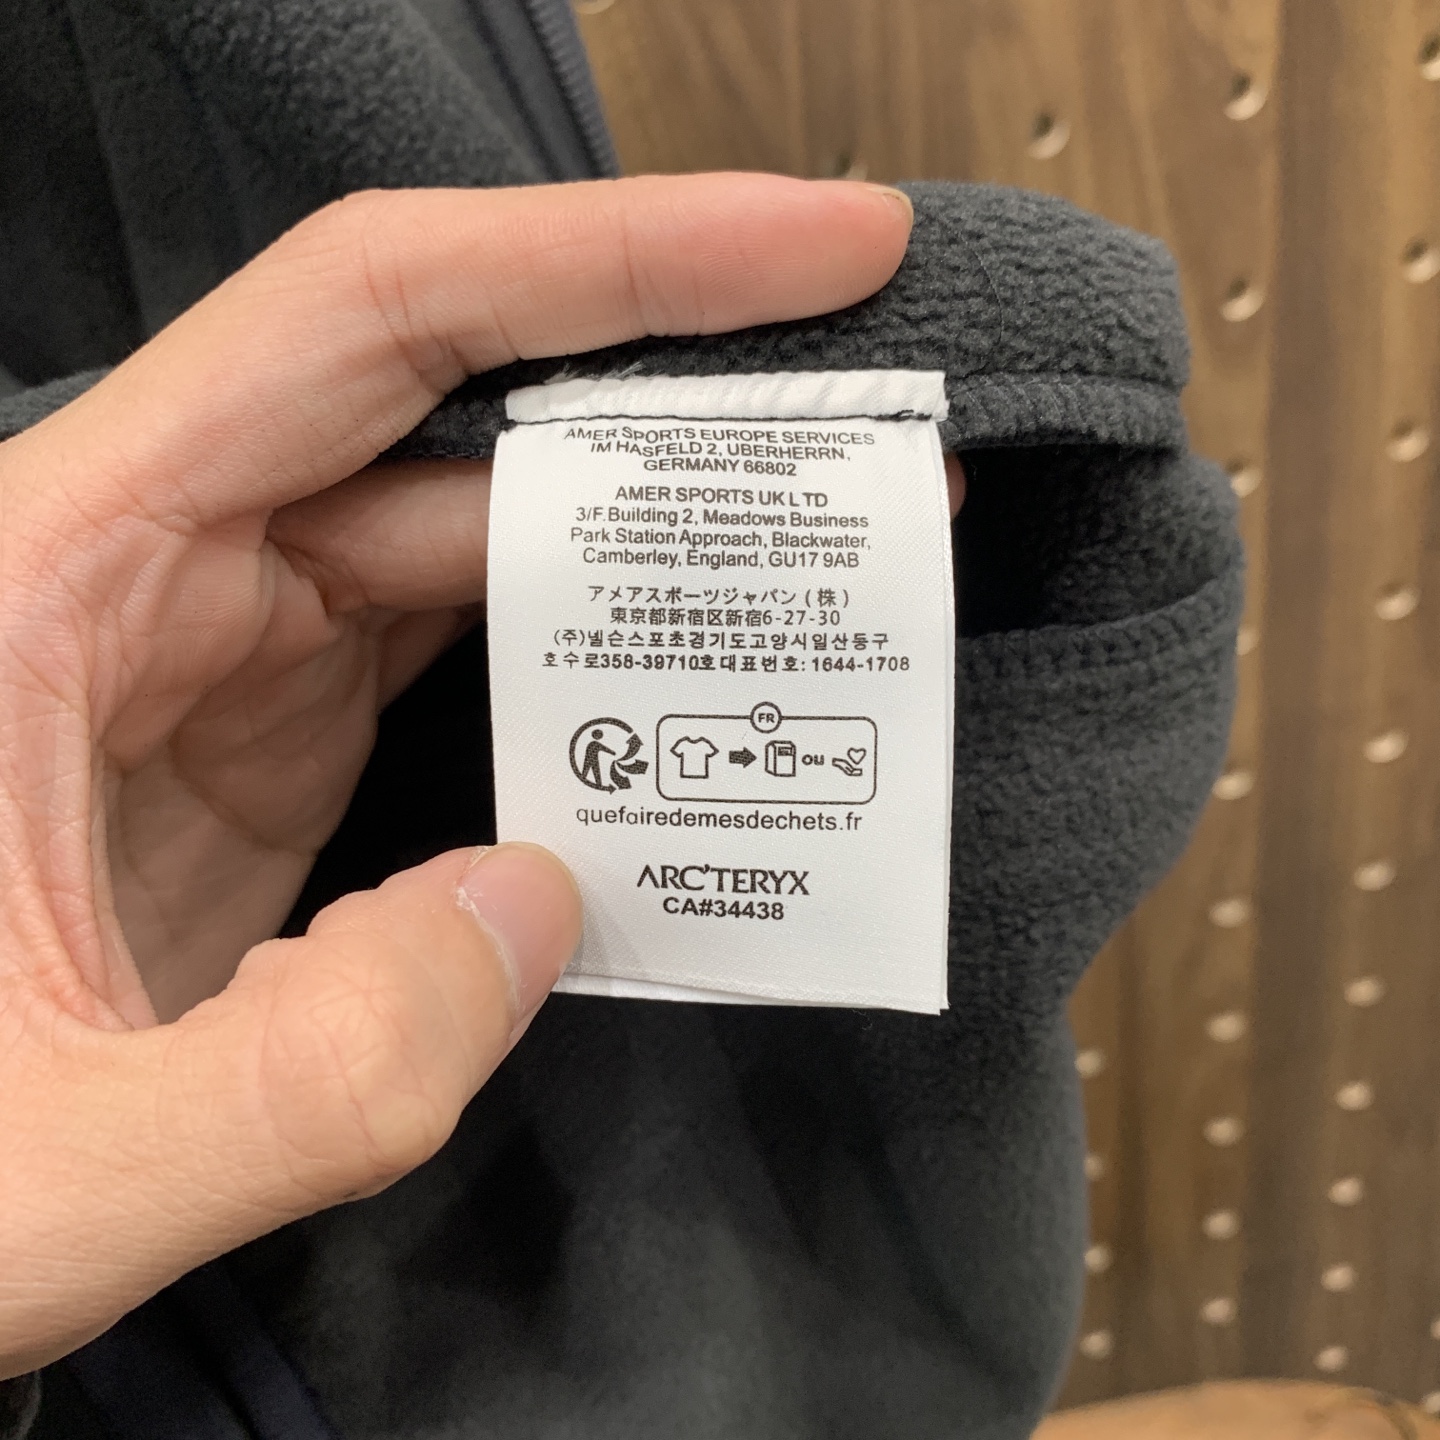 AMER SPORTS EUROPE SERVICES
IM HASFELD 2, UBERHERRN,
GERMANY 66802
AMER SPORTS UK LTD
3/F.Building 2, Meadows Business
Park Station Approach, Blackwater,
Camberley, England, GU17 9AB
アメアスポーツジャパン(株)
東京都新宿区新宿6-27-30
(주)넬슨스포츠경기도고양시일산동구
호수로358-39710호대표번호: 1644-1708
FR
ou
quefairedemesdechets.fr
ARC'TERYX
CA#34438